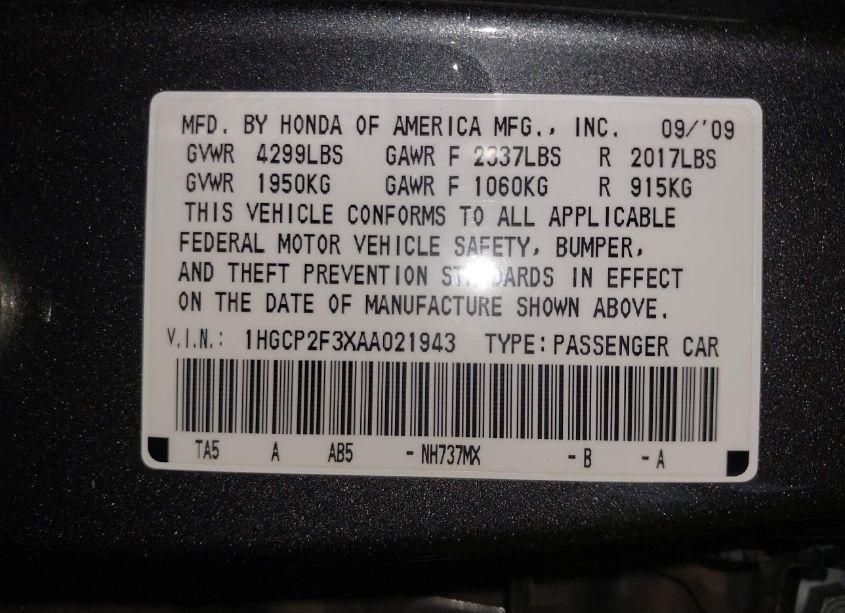 MFD. BY HONDA OF AMERICA MFG., INC. 09/'09
GVWR 4299LBS GAWR F 2337LBS R 2017LBS
GVWR 1950KG GAWR F 1060KG R 915KG
THIS VEHICLE CONFORMS TO ALL APPLICABLE
FEDERAL MOTOR VEHICLE SAFETY, BUMPER,
AND THEFT PREVENTION STANDARDS IN EFFECT
ON THE DATE OF MANUFACTURE SHOWN ABOVE.
V.I.N.: 1HGCP2F3XAA021943 TYPE: PASSENGER CAR
TA5 A AB5 - NH737MX - B - A